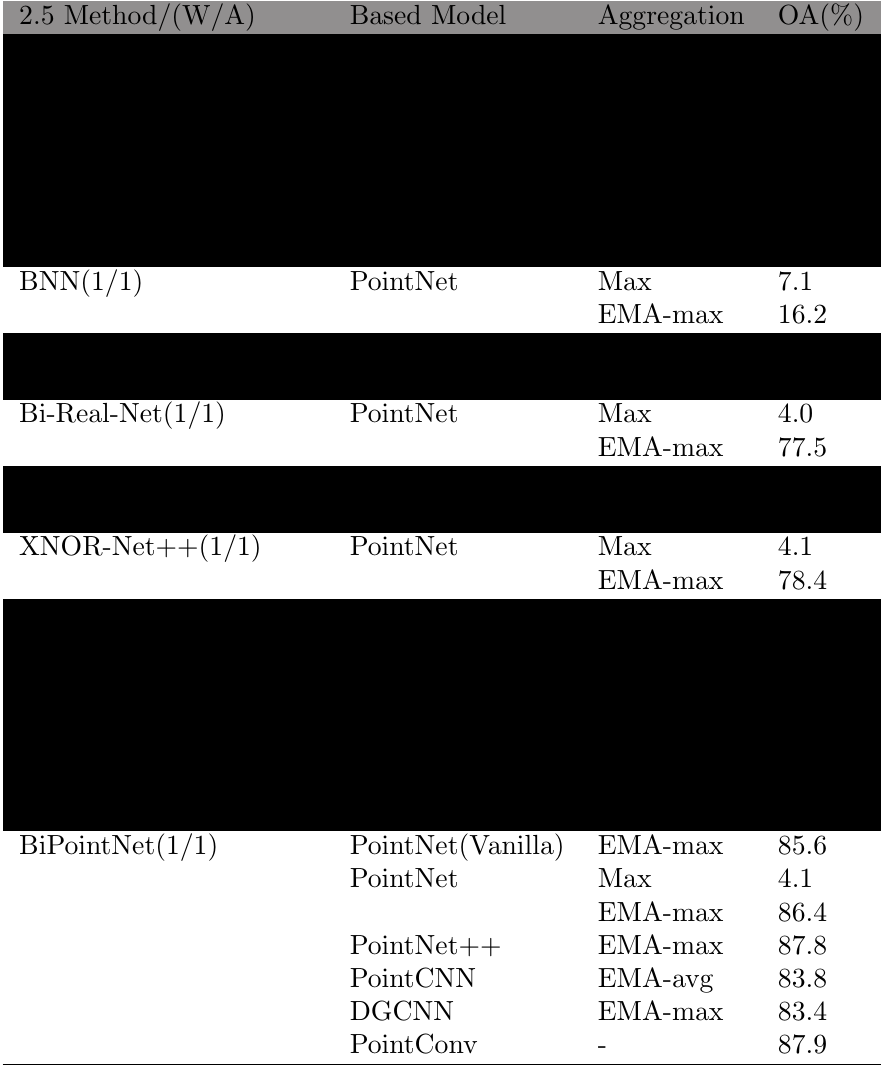 2.5 Method/(W/A) Based Model Aggregation OA(%)
BNN(1/1) PointNet Max 7.1
EMA-max 16.2
Bi-Real-Net(1/1) PointNet Max 4.0
EMA-max 77.5
XNOR-Net++(1/1) PointNet Max 4.1
EMA-max 78.4
BiPointNet(1/1) PointNet(Vanilla) EMA-max 85.6
PointNet Max 4.1
EMA-max 86.4
PointNet++ EMA-max 87.8
PointCNN EMA-avg 83.8
DGCNN EMA-max 83.4
PointConv - 87.9